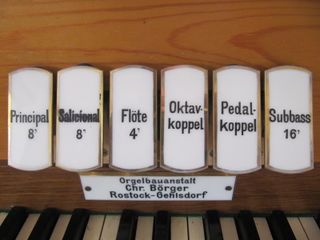 Principal
8'
Salicional
8'
Flöte
4'
Oktav-
koppel
Pedal-
koppel
Subbass
16'
Orgelbauanstalt
Chr. Börger
Rostock-Gehlsdorf